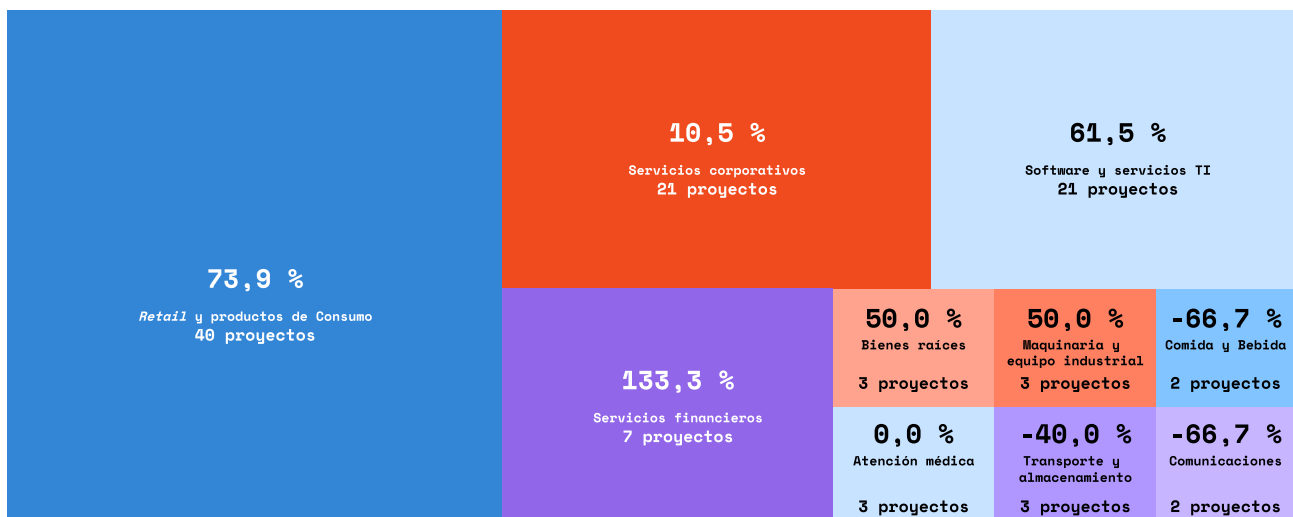 73,9 %
Retail y productos de Consumo
40 proyectos
10,5 %
Servicios corporativos
21 proyectos
61,5 %
Software y servicios TI
21 proyectos
133,3 %
Servicios financieros
7 proyectos
50,0 %
Bienes raíces
3 proyectos
50,0 %
Maquinaria y
equipo industrial
3 proyectos
-66,7 %
Comida y Bebida
2 proyectos
0,0 %
Atención médica
3 proyectos
-40,0 %
Transporte y
almacenamiento
3 proyectos
-66,7 %
Comunicaciones
2 proyectos